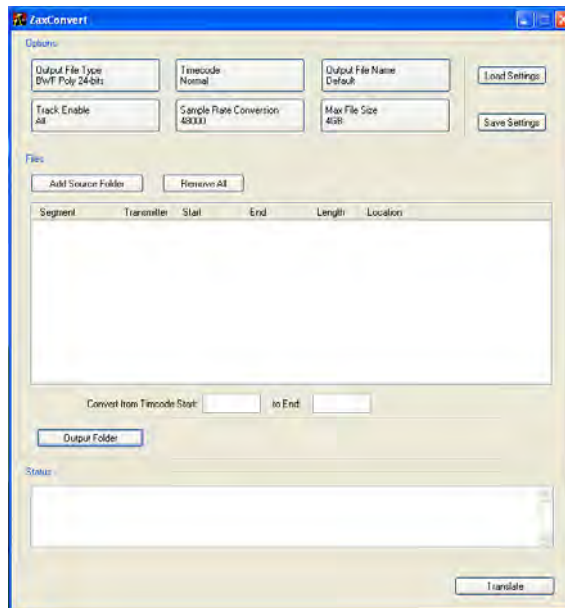 ZaxConvert
Options
Output File Type
BWF Poly 24-bits
Timecode
Normal
Output File Name
Default
Load Settings
Track Enable
All
Sample Rate Conversion
48000
Max File Size
4GB
Save Settings
Files
Add Source Folder
Remove All
Segment Transmitter Start End Length Location
Convert from Timcode Start: to End:
Output Folder
Status
Translate